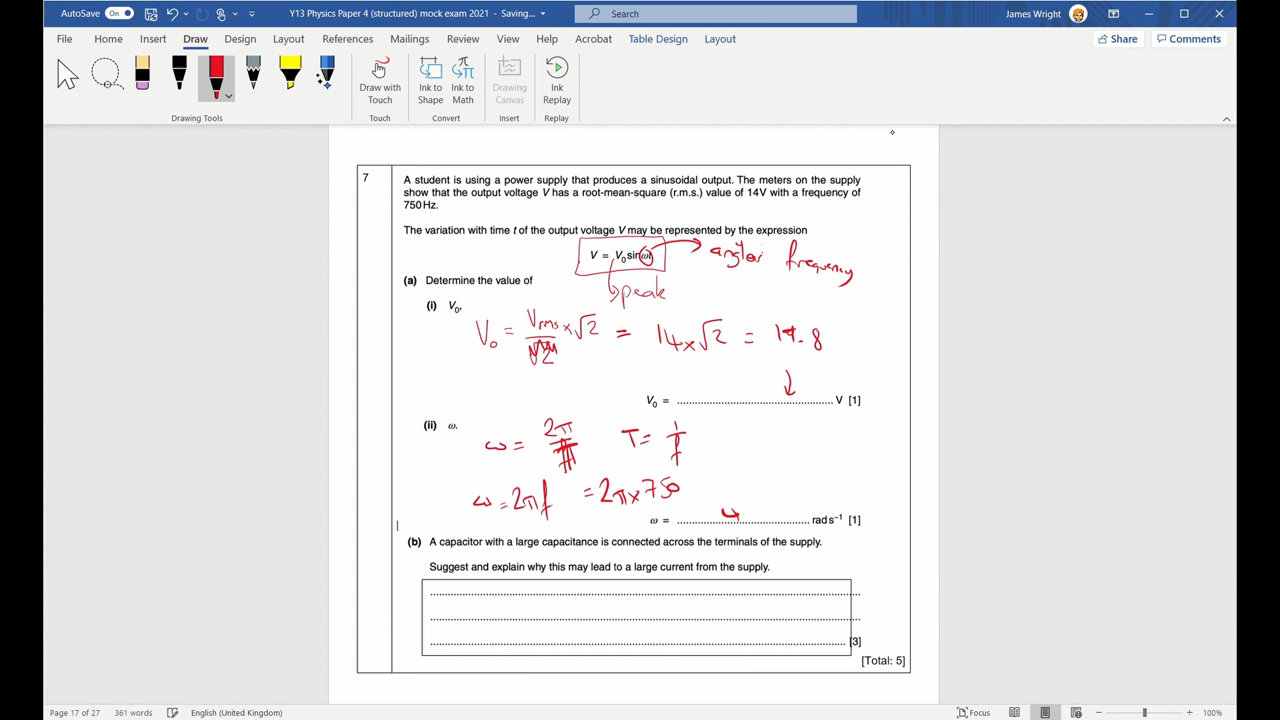 AutoSave On Y13 Physics Paper 4 (structured) mock exam 2021 - Saving... Search James Wright
File Home Insert Draw Design Layout References Mailings Review View Help Acrobat Table Design Layout Share Comments
Draw with Touch Ink to Shape Ink to Math Drawing Canvas Ink Replay
Drawing Tools Touch Convert Insert Replay
7 A student is using a power supply that produces a sinusoidal output. The meters on the supply
show that the output voltage V has a root-mean-square (r.m.s.) value of 14V with a frequency of
750Hz.
The variation with time t of the output voltage V may be represented by the expression
V = V₀sinωt. angular frequency
(a) Determine the value of
peak
(i) V₀,
V₀ = Vrms × √2 = 14 × √2 = 19.8
V₀ = ................................................ V [1]
(ii) ω.
ω = 2π/T T = 1/f
ω = 2πf = 2π × 750
ω = ......................................... rad s⁻¹ [1]
(b) A capacitor with a large capacitance is connected across the terminals of the supply.
Suggest and explain why this may lead to a large current from the supply.
[3]
[Total: 5]
Page 17 of 27 361 words English (United Kingdom) Focus 100%